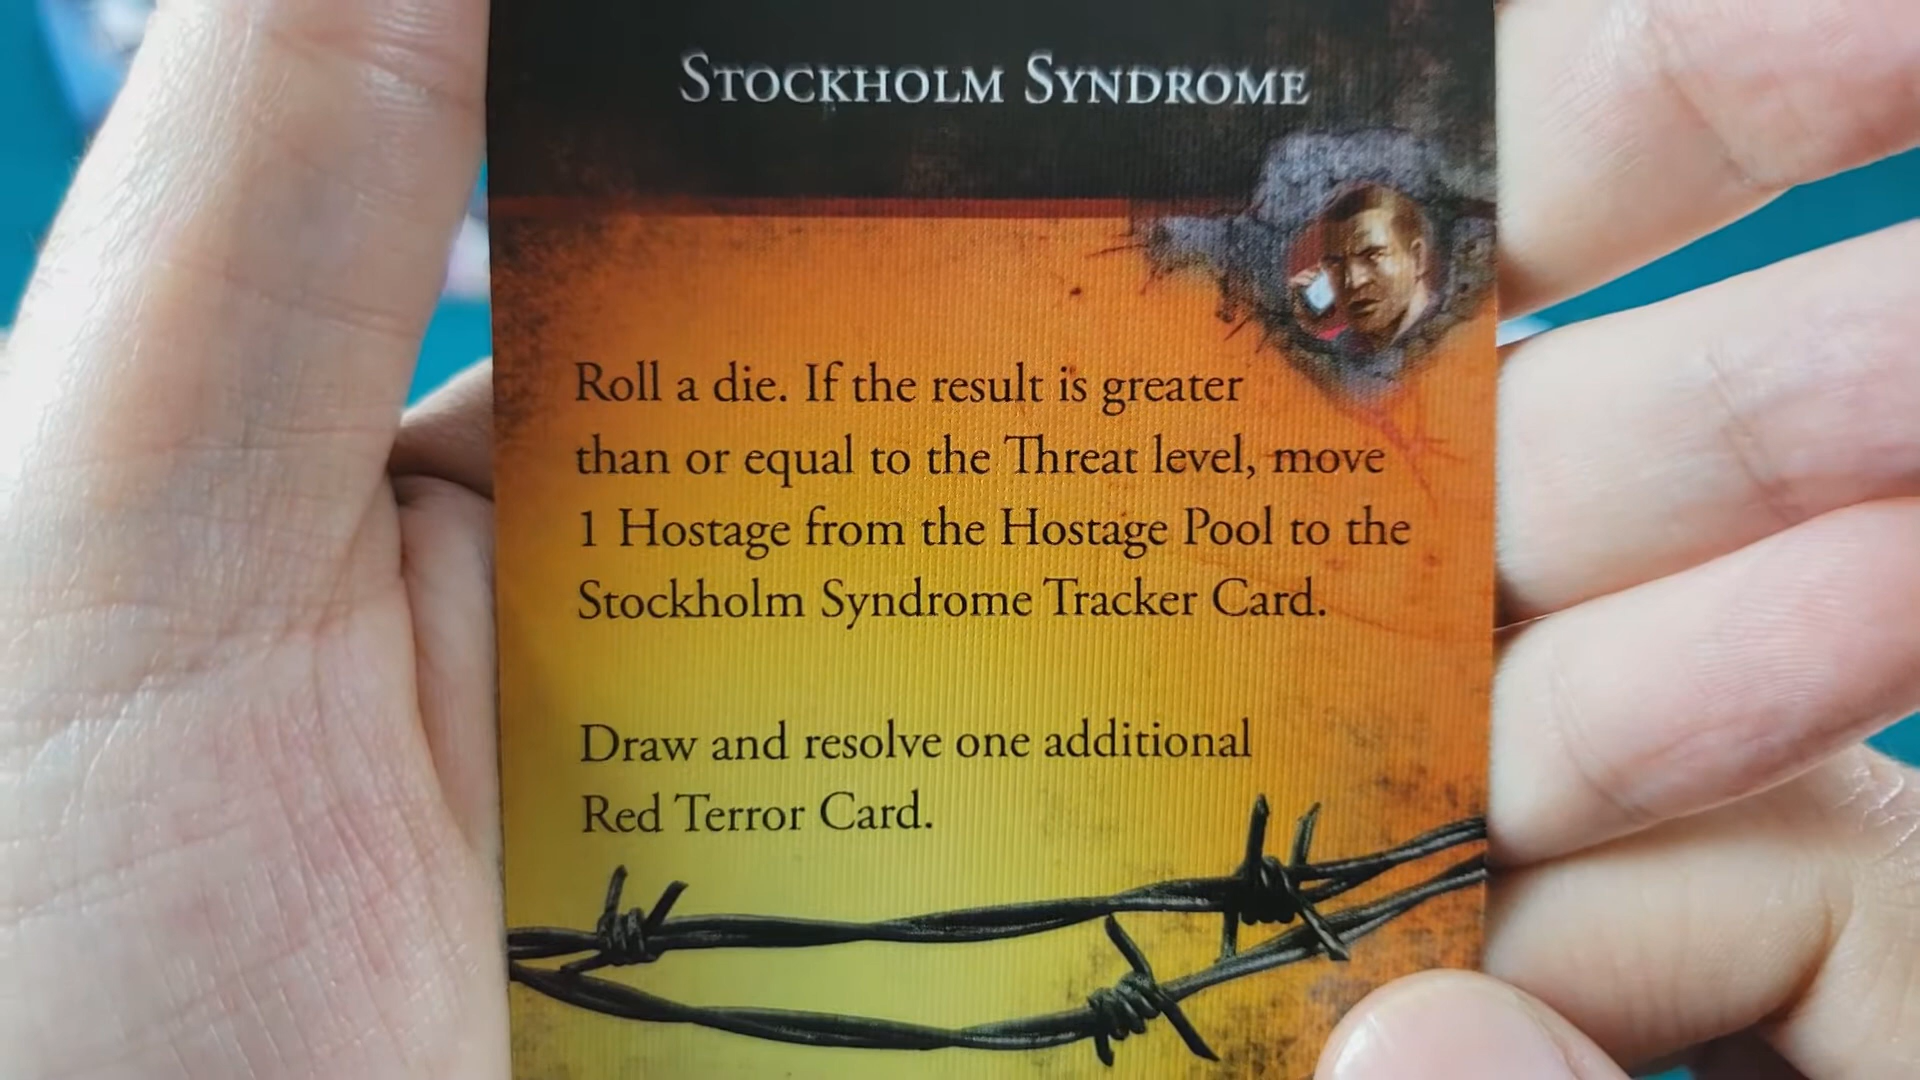 Stockholm Syndrome
Roll a die. If the result is greater
than or equal to the Threat level, move
1 Hostage from the Hostage Pool to the
Stockholm Syndrome Tracker Card.
Draw and resolve one additional
Red Terror Card.